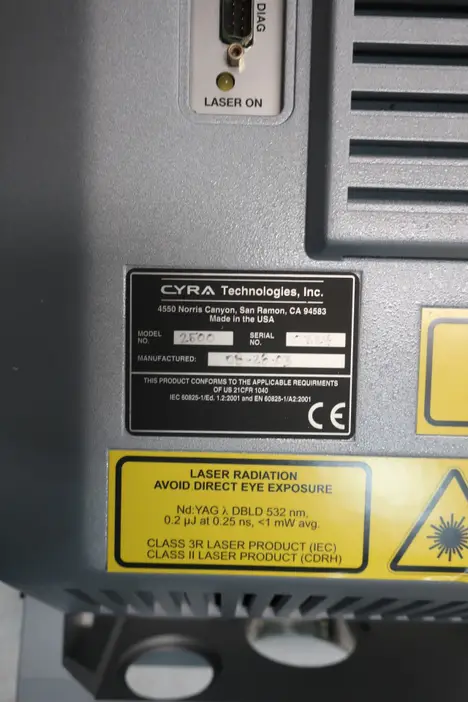 DIAG
LASER ON
CYRA Technologies, Inc.
4550 Norris Canyon, San Ramon, CA 94583
Made in the USA
MODEL NO. 2500 SERIAL NO.
MANUFACTURED:
THIS PRODUCT CONFORMS TO THE APPLICABLE REQUIRMENTS
OF US 21CFR 1040
IEC 60825-1/Ed. 1.2:2001 and EN 60825-1/A2:2001
CE
LASER RADIATION
AVOID DIRECT EYE EXPOSURE
Nd:YAG λ DBLD 532 nm,
0.2 µJ at 0.25 ns, <1 mW avg.
CLASS 3R LASER PRODUCT (IEC)
CLASS II LASER PRODUCT (CDRH)